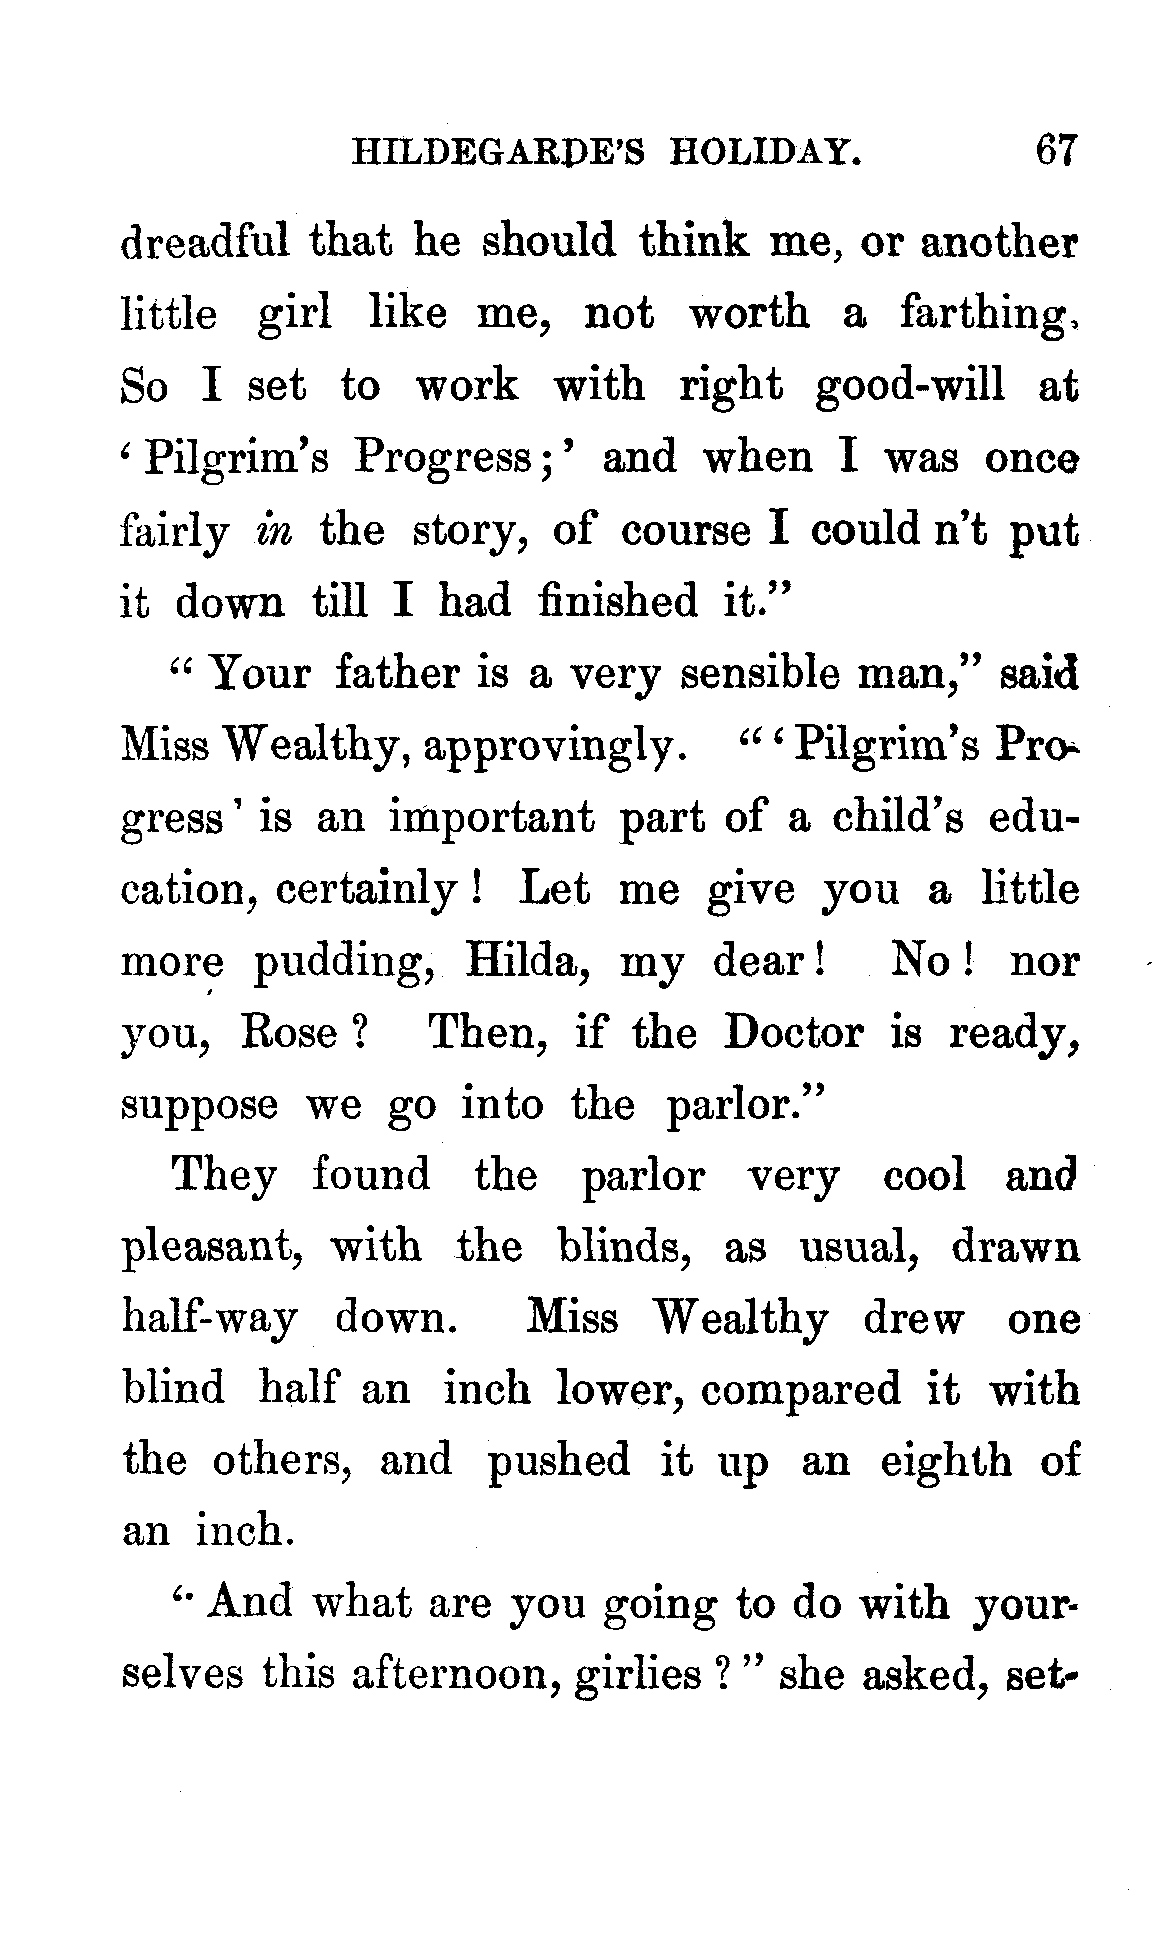 HILDEGARDE'S HOLIDAY. 67
dreadful that he should think me, or another
little girl like me, not worth a farthing,
So I set to work with right good-will at
‘Pilgrim's Progress;’ and when I was once
fairly in the story, of course I could n't put
it down till I had finished it.”
“Your father is a very sensible man,” said
Miss Wealthy, approvingly. “‘Pilgrim's Pro-
gress’ is an important part of a child's edu-
cation, certainly! Let me give you a little
more pudding, Hilda, my dear! No! nor
you, Rose? Then, if the Doctor is ready,
suppose we go into the parlor.”
They found the parlor very cool and
pleasant, with the blinds, as usual, drawn
half-way down. Miss Wealthy drew one
blind half an inch lower, compared it with
the others, and pushed it up an eighth of
an inch.
“And what are you going to do with your-
selves this afternoon, girlies?” she asked, set-